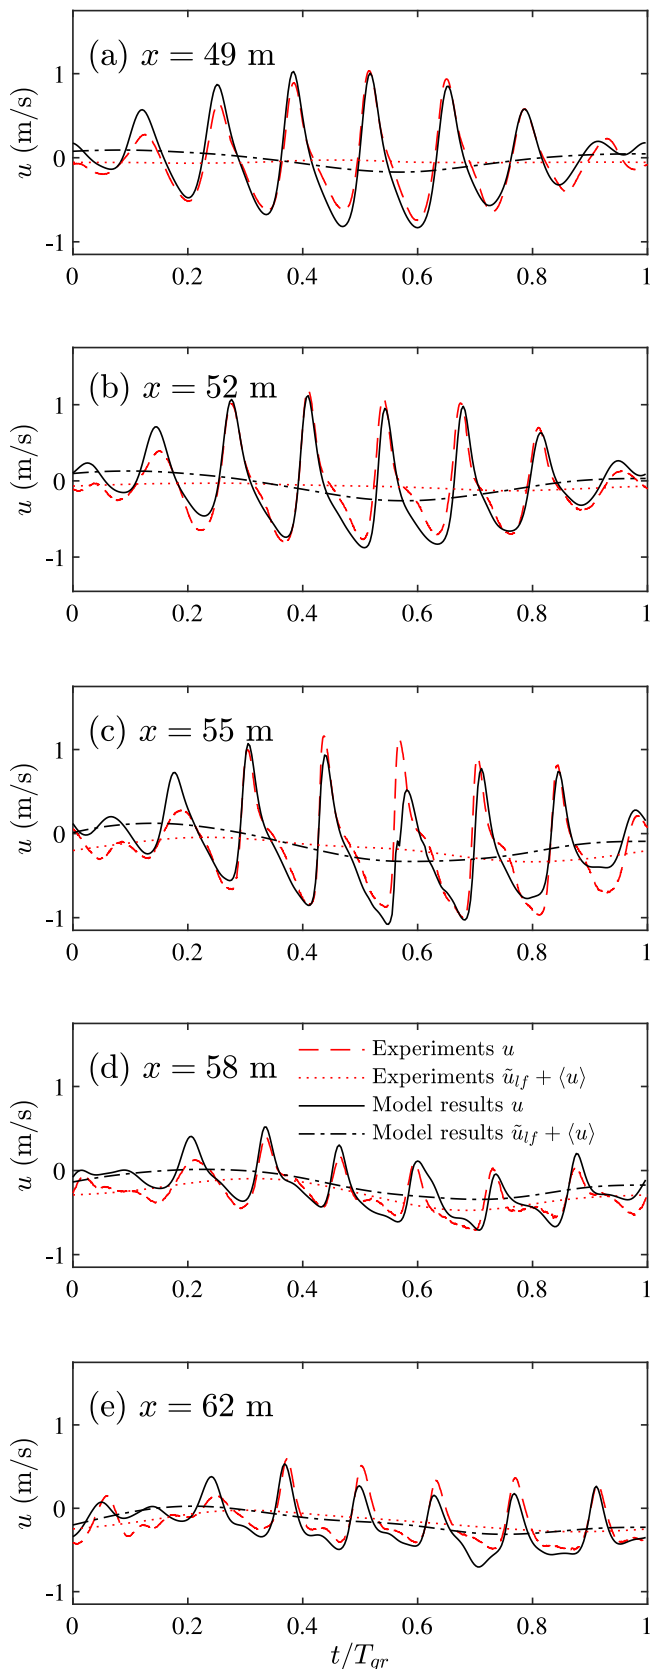 (a) x = 49 m
u (m/s)
1
0
-1
0 0.2 0.4 0.6 0.8 1
(b) x = 52 m
u (m/s)
1
0
-1
0 0.2 0.4 0.6 0.8 1
(c) x = 55 m
u (m/s)
1
0
-1
0 0.2 0.4 0.6 0.8 1
(d) x = 58 m
Experiments u
Experiments ũ_lf + ⟨u⟩
Model results u
Model results ũ_lf + ⟨u⟩
u (m/s)
1
0
-1
0 0.2 0.4 0.6 0.8 1
(e) x = 62 m
u (m/s)
1
0
-1
0 0.2 0.4 0.6 0.8 1
t/T_gr